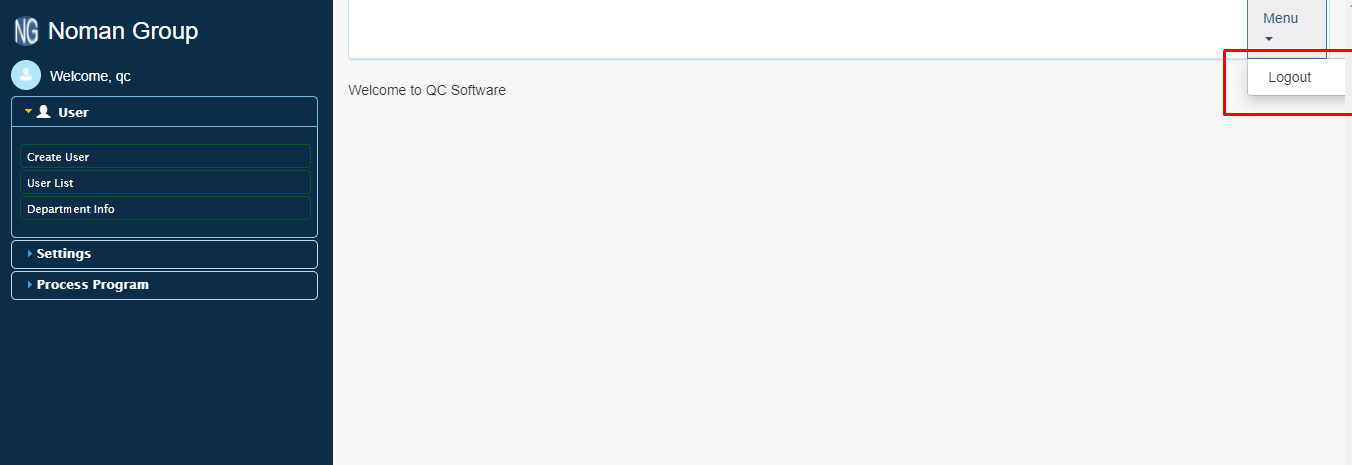 NG Noman Group
Welcome, qc
User
Create User
User List
Department Info
Settings
Process Program
Menu
Logout
Welcome to QC Software